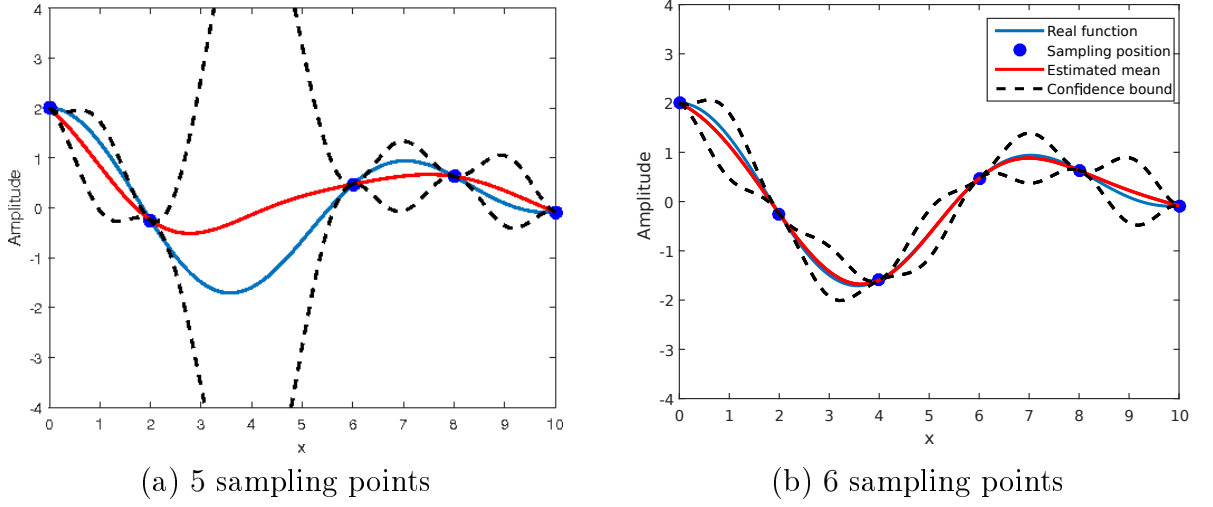 4
3
2
1
0
-1
-2
-3
-4
Amplitude
0 1 2 3 4 5 6 7 8 9 10
x
(a) 5 sampling points
4
3
2
1
0
-1
-2
-3
-4
Amplitude
Real function
Sampling position
Estimated mean
Confidence bound
0 1 2 3 4 5 6 7 8 9 10
x
(b) 6 sampling points